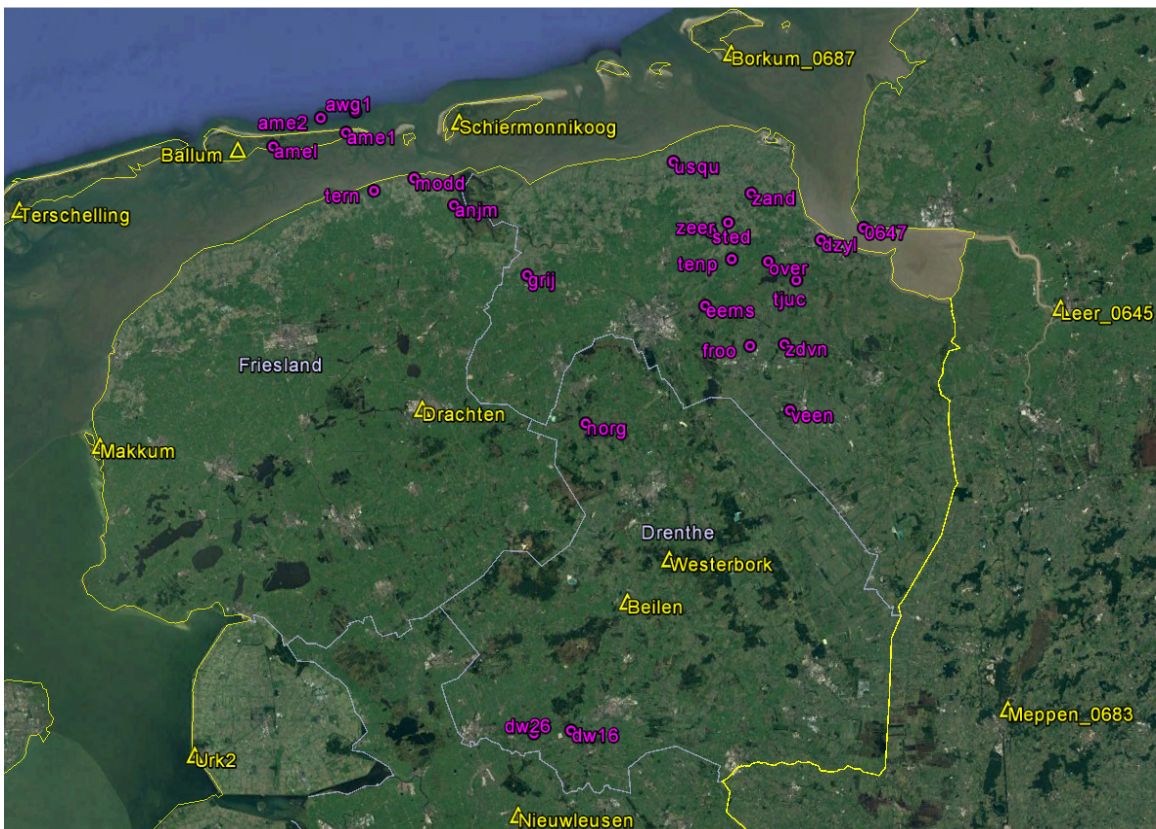 Borkum_0687
awg1
ame2
Schiermonnikoog
ame1
amel
Ballum_
usqu
modd
tern
zand
anjm
Terschelling
zeer
sted
0647
dzyl
tenp
over
grij
tjuc
eems
Leer_0645
froo
zdvn
Friesland
Drachten
veen
norg
Makkum
Drenthe
Westerbork
Beilen
Meppen_0683
dw26
dw16
Urk2
Nieuwleusen